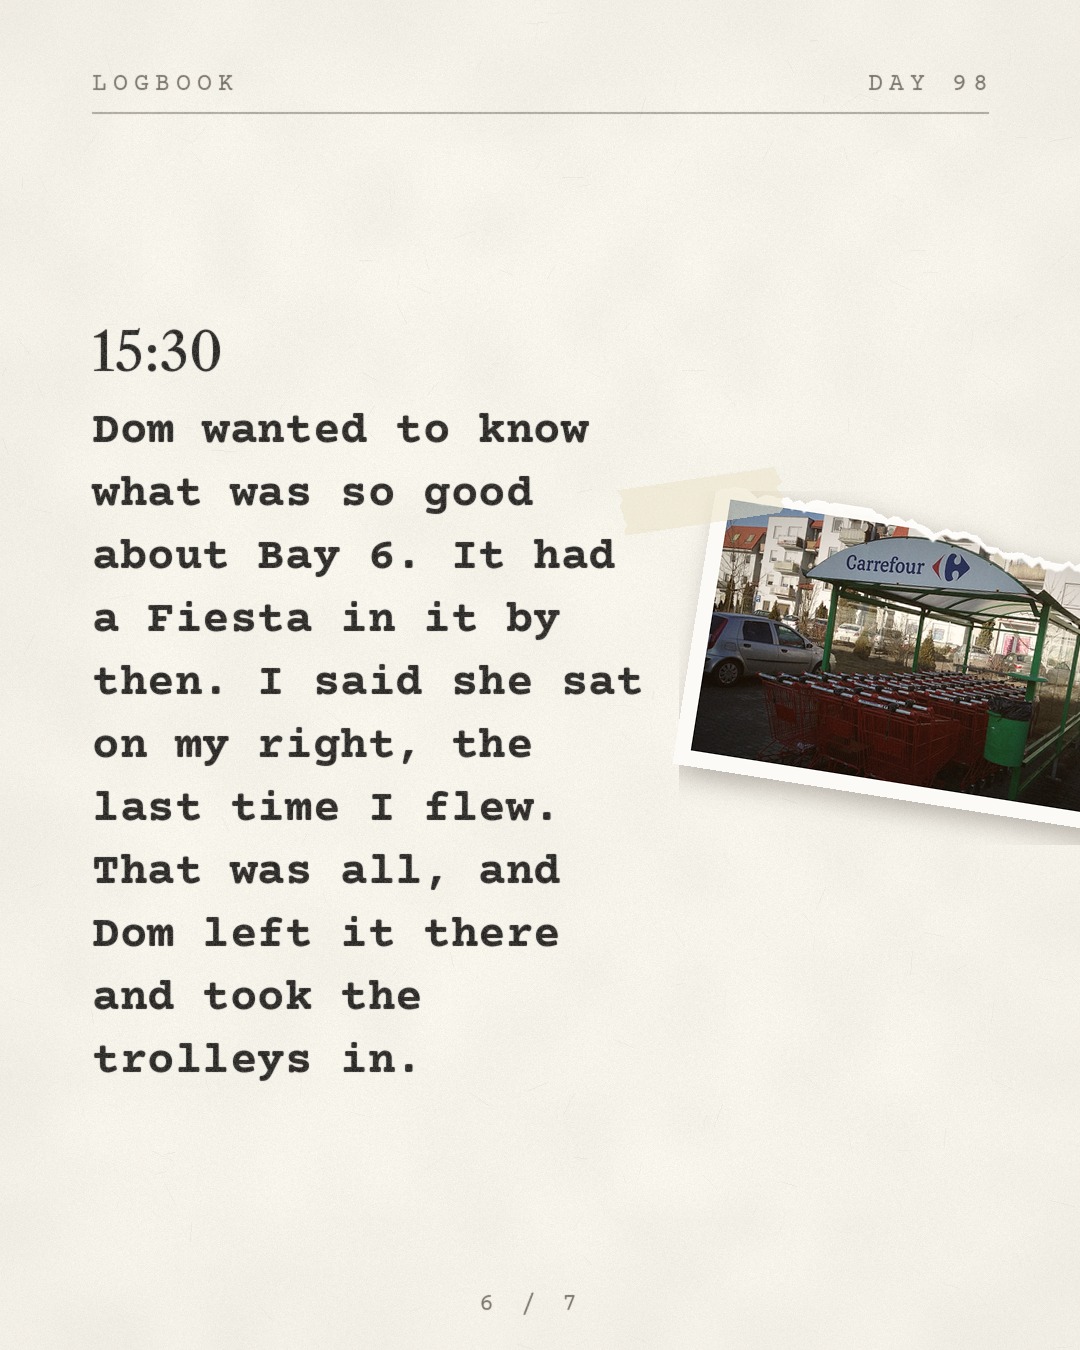 LOGBOOK
DAY 98
15:30
Dom wanted to know
what was so good
about Bay 6. It had
a Fiesta in it by
then. I said she sat
on my right, the
last time I flew.
That was all, and
Dom left it there
and took the
trolleys in.
Carrefour
6 / 7